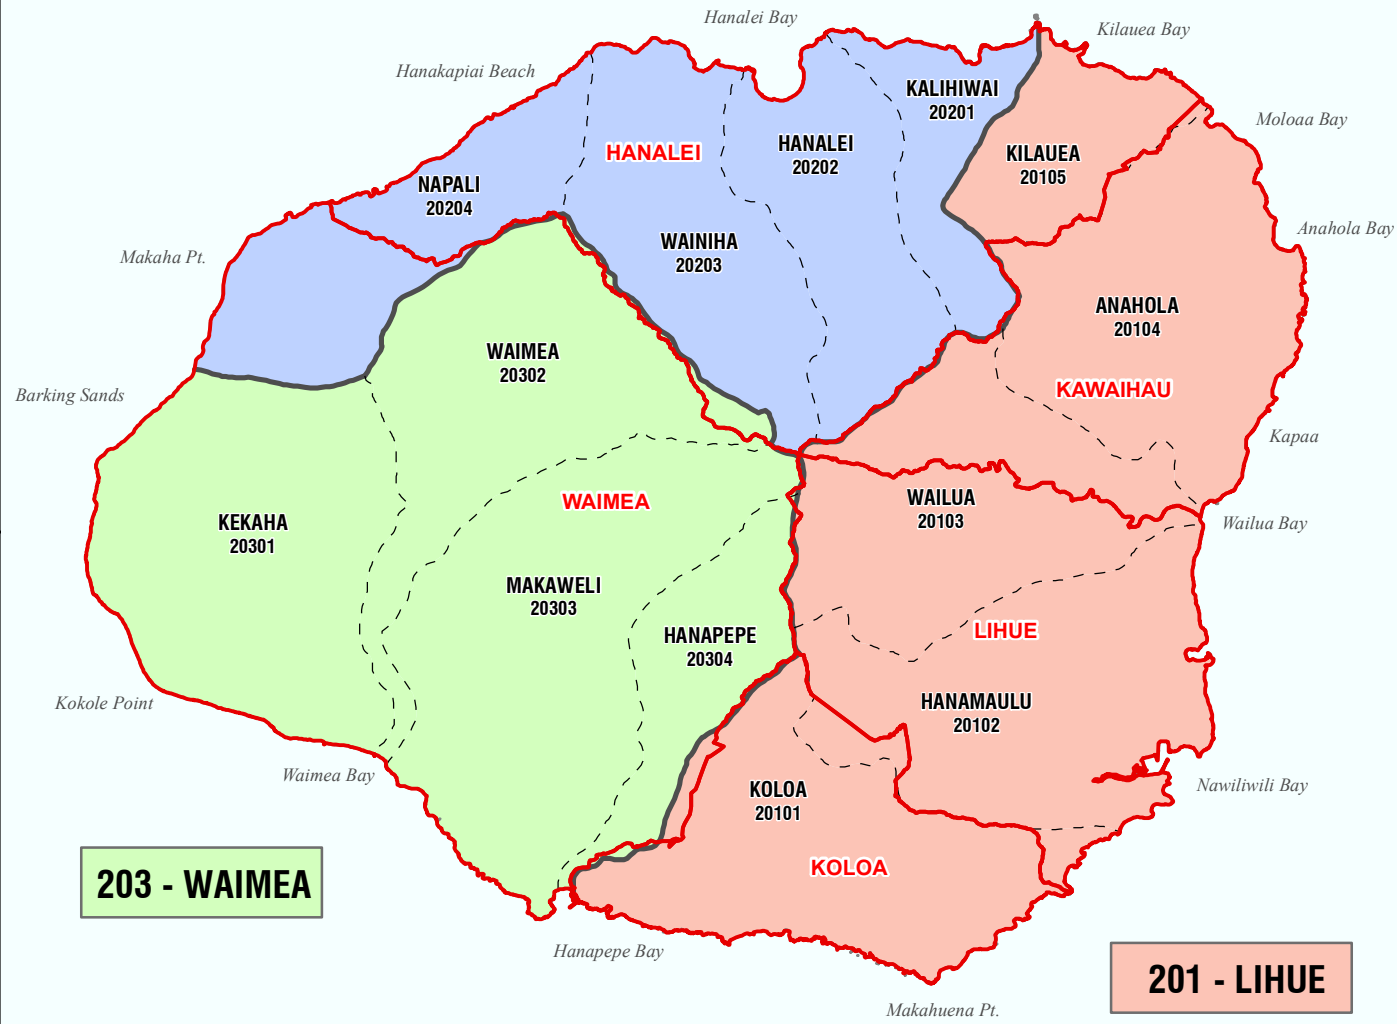 Hanalei Bay
Kilauea Bay
Hanakapiai Beach
KALIHIWAI
20201
Moloaa Bay
HANALEI
HANALEI
20202
KILAUEA
20105
NAPALI
20204
Anahola Bay
WAINIHA
20203
Makaha Pt.
ANAHOLA
20104
WAIMEA
20302
KAWAIHAU
Barking Sands
Kapaa
WAIMEA
WAILUA
20103
KEKAHA
20301
Wailua Bay
MAKAWELI
20303
HANAPEPE
20304
LIHUE
Kokole Point
HANAMAULU
20102
Waimea Bay
KOLOA
20101
Nawiliwili Bay
KOLOA
203 - WAIMEA
Hanapepe Bay
201 - LIHUE
Makahuena Pt.